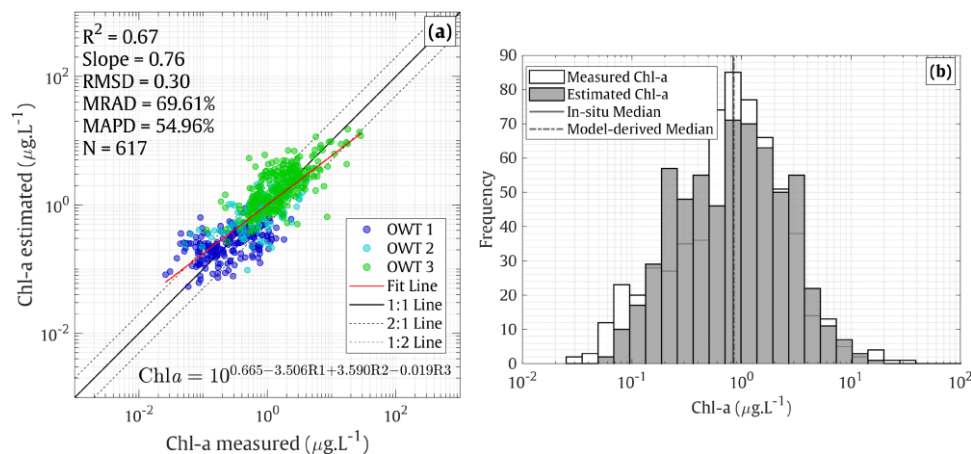 (a)
R² = 0.67
Slope = 0.76
RMSD = 0.30
MRAD = 69.61%
MAPD = 54.96%
N = 617
10²
10⁰
10⁻²
Chl-a estimated (μg.L⁻¹)
OWT 1
OWT 2
OWT 3
Fit Line
1:1 Line
2:1 Line
1:2 Line
Chla = 10^0.665−3.506R1+3.590R2−0.019R3
10⁻² 10⁰ 10²
Chl-a measured (μg.L⁻¹)
(b)
Measured Chl-a
Estimated Chl-a
In-situ Median
Model-derived Median
90
80
70
60
50
40
30
20
10
0
Frequency
10⁻² 10⁻¹ 10⁰ 10¹ 10²
Chl-a (μg.L⁻¹)